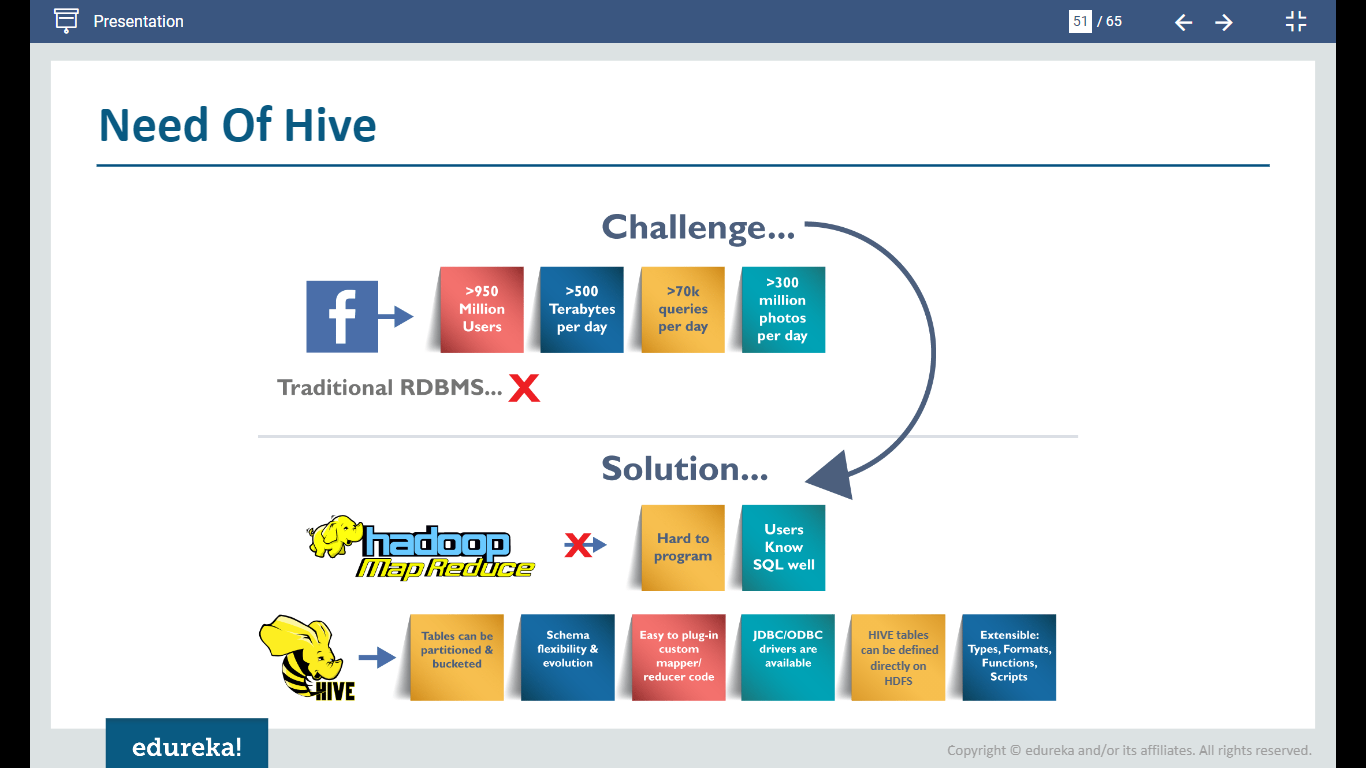 Presentation
51 / 65
Need Of Hive
Challenge...
f
>950
Million
Users
>500
Terabytes
per day
>70k
queries
per day
>300
million
photos
per day
Traditional RDBMS... X
Solution...
hadoop
Map Reduce
X
Hard to
program
Users
Know
SQL well
HIVE
Tables can be
partitioned &
bucketed
Schema
flexibility &
evolution
Easy to plug-in
custom
mapper/
reducer code
JDBC/ODBC
drivers are
available
HIVE tables
can be defined
directly on
HDFS
Extensible:
Types, Formats,
Functions,
Scripts
edureka!
Copyright © edureka and/or its affiliates. All rights reserved.